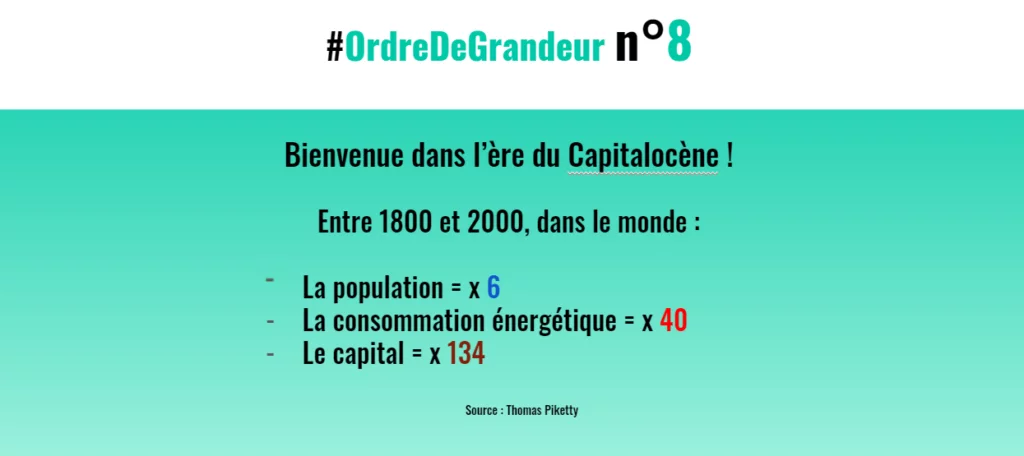 #OrdreDeGrandeur n°8
Bienvenue dans l’ère du Capitalocène !
Entre 1800 et 2000, dans le monde :
- La population = x 6
- La consommation énergétique = x 40
- Le capital = x 134
Source : Thomas Piketty